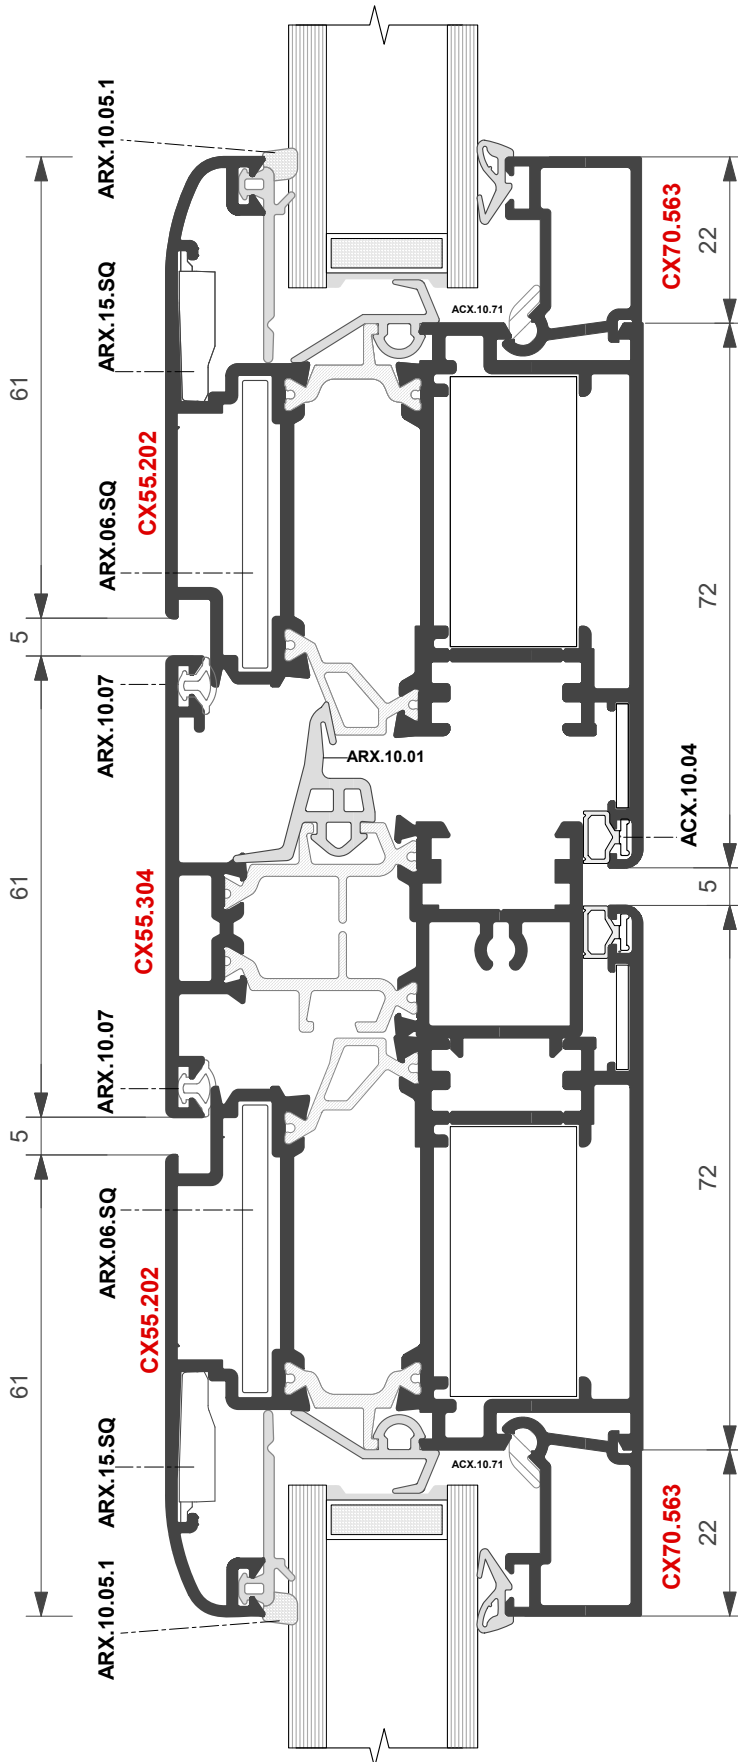 ARX.10.05.1
ARX.15.SQ
CX55.202
ARX.06.SQ
ARX.10.07
CX55.304
ARX.10.07
ARX.06.SQ
CX55.202
ARX.15.SQ
ARX.10.05.1
61
5
61
61
5
61
ACX.10.71
ARX.10.01
ACX.10.71
CX70.563
22
72
ACX.10.04
5
72
CX70.563
22